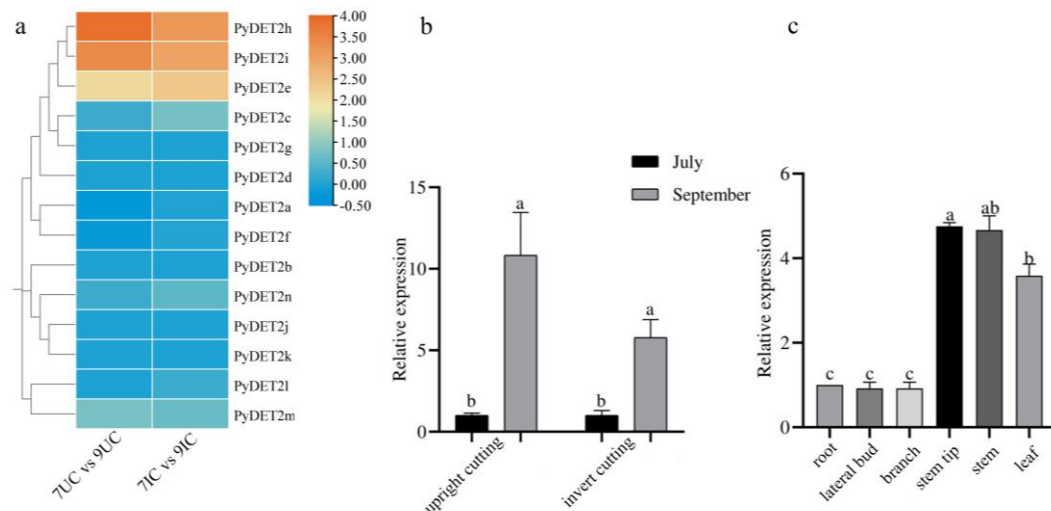 a
PyDET2h
PyDET2i
PyDET2e
PyDET2c
PyDET2g
PyDET2d
PyDET2a
PyDET2f
PyDET2b
PyDET2n
PyDET2j
PyDET2k
PyDET2l
PyDET2m
7UC vs 9UC
7IC vs 9IC
4.00
3.50
3.00
2.50
2.00
1.50
1.00
0.50
0.00
-0.50
b
July
September
Relative expression
15
10
5
0
b
a
b
a
upright cutting
invert cutting
c
Relative expression
6
4
2
0
c
c
c
a
ab
b
root
lateral bud
branch
stem tip
stem
leaf